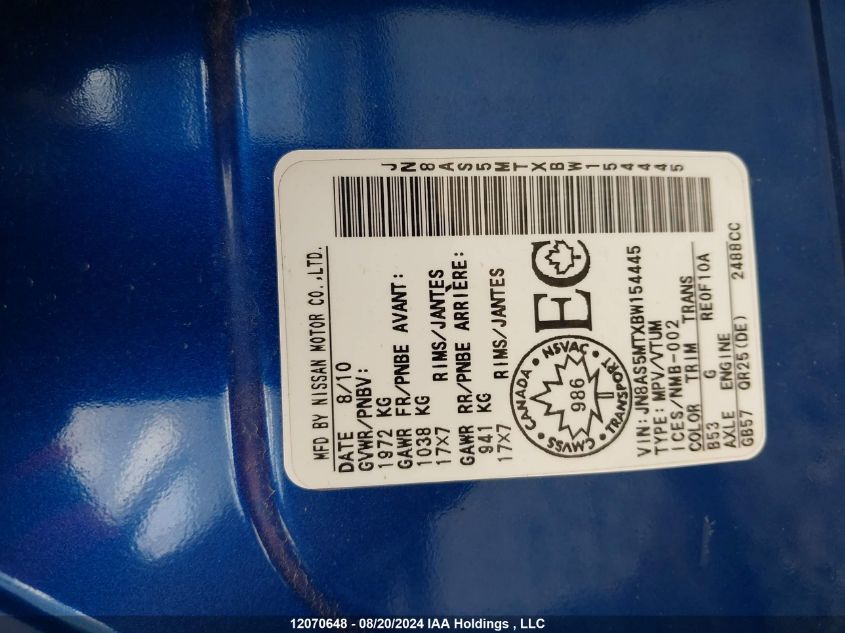 JN8AS5MTXBW154445
MFD BY NISSAN MOTOR CO.,LTD.
DATE 8/10
GVWR/PNBV:
1972 KG
GAWR FR/PNBE AVANT:
1038 KG RIMS/JANTES
17X7
GAWR RR/PNBE ARRIÈRE:
941 KG RIMS/JANTES
17X7
CANADA • NSVAC • TRANSPORT • CMVSS •
986
EC
VIN: JN8AS5MTXBW154445
TYPE: MPV/VTUM
ICES/NMB-002
COLOR TRIM TRANS
B53 G RE0F10A
AXLE ENGINE
GB57 QR25(DE) 2488CC
12070648 - 08/20/2024 IAA Holdings , LLC